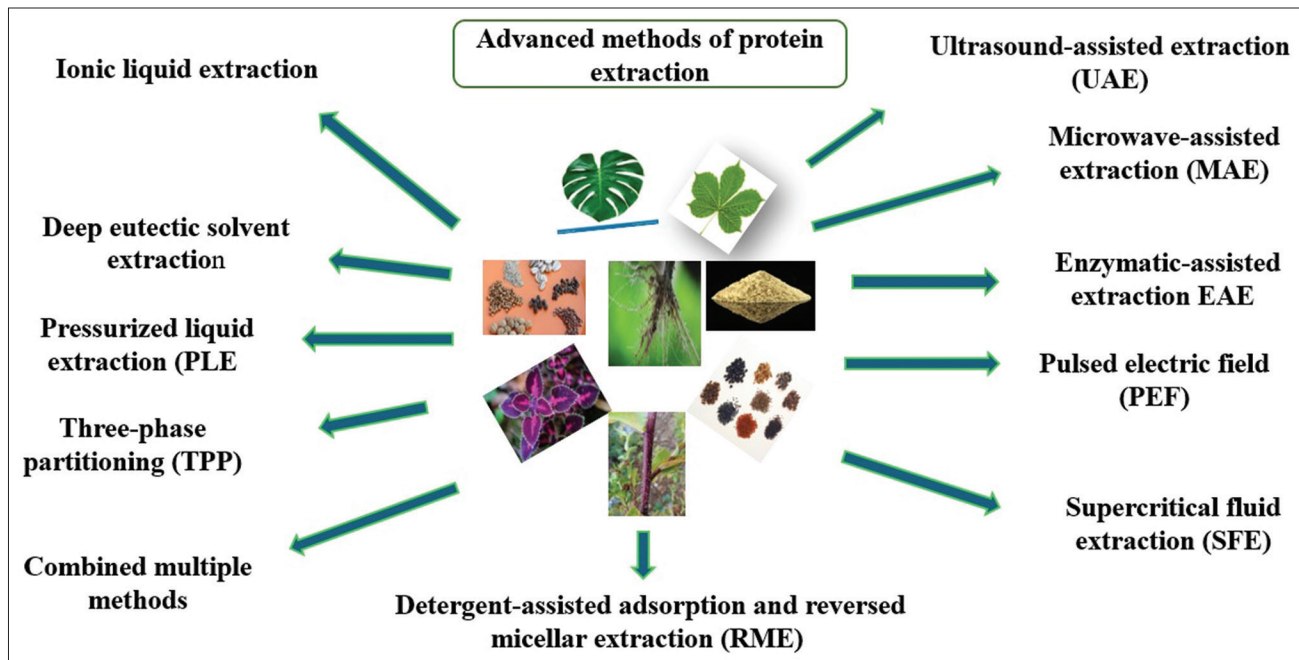 Advanced methods of protein
extraction
Ionic liquid extraction
Deep eutectic solvent
extraction
Pressurized liquid
extraction (PLE
Three-phase
partitioning (TPP)
Combined multiple
methods
Detergent-assisted adsorption and reversed
micellar extraction (RME)
Ultrasound-assisted extraction
(UAE)
Microwave-assisted
extraction (MAE)
Enzymatic-assisted
extraction EAE
Pulsed electric field
(PEF)
Supercritical fluid
extraction (SFE)